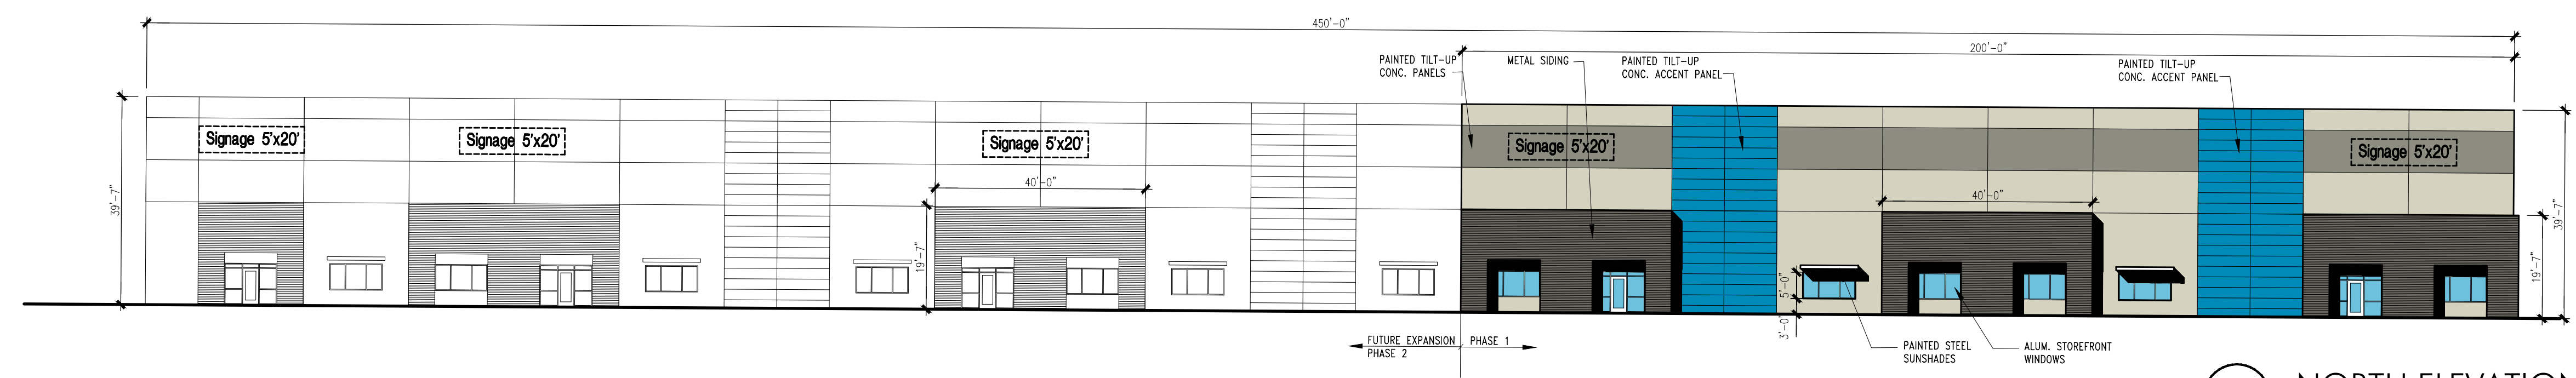 450'-0"
200'-0"
PAINTED TILT-UP
CONC. PANELS
METAL SIDING
PAINTED TILT-UP
CONC. ACCENT PANEL
PAINTED TILT-UP
CONC. ACCENT PANEL
Signage 5'x20'
Signage 5'x20'
Signage 5'x20'
Signage 5'x20'
Signage 5'x20'
39'-7"
40'-0"
19'-7"
40'-0"
39'-7"
19'-7"
5'-0"
3'-0"
FUTURE EXPANSION
PHASE 2
PHASE 1
PAINTED STEEL
SUNSHADES
ALUM. STOREFRONT
WINDOWS
NORTH ELEVATION